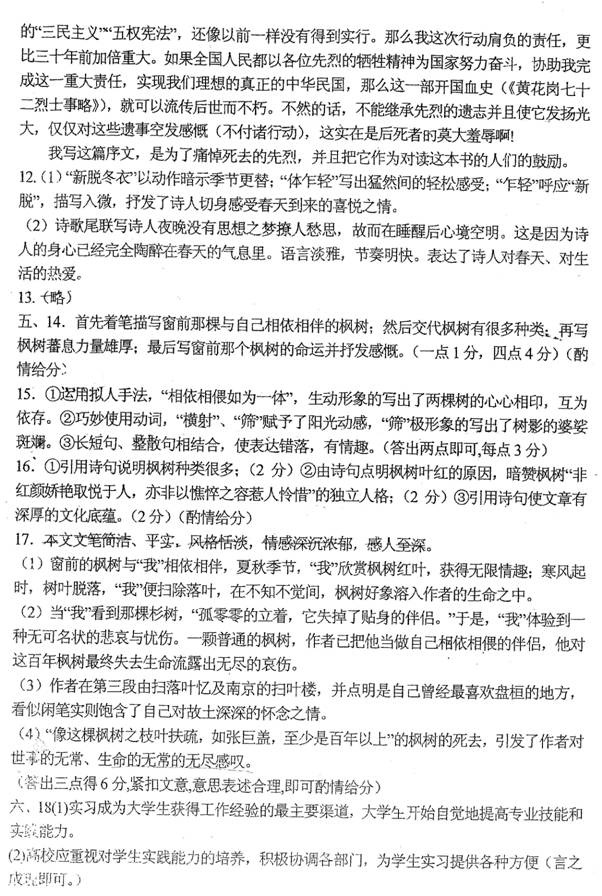 的“三民主义”“五权宪法”，还像以前一样没有得到实行。那么我这次行动肩负的责任，更
比三十年前加倍重大。如果全国人民都以各位先烈的牺牲精神为国家努力奋斗，协助我完
成这一重大责任，实现我们理想的真正的中华民国，那么这一部开国血史（《黄花岗七十
二烈士事略》），就可以流传后世而不朽。不然的话，不能继承先烈的遗志并且使它发扬光
大，仅仅对这些遗事空发感慨（不付诸行动），这实在是后死者的莫大羞辱啊！
我写这篇序文，是为了痛悼死去的先烈，并且把它作为对读这本书的人们的鼓励。
12.（1）“新脱冬衣”以动作暗示季节更替；“体乍轻”写出猛然间的轻松感受；“乍轻”呼应“新
脱”，描写入微，抒发了诗人切身感受春天到来的喜悦之情。
（2）诗歌尾联写诗人夜晚没有思想之梦撩人愁思，故而在睡醒后心境空明。这是因为诗
人的身心已经完全陶醉在春天的气息里。语言淡雅，节奏明快。表达了诗人对春天、对生
活的热爱。
13.（略）
五、14．首先着笔描写窗前那棵与自己相依相伴的枫树；然后交代枫树有很多种类；再写
枫树蕃息力量雄厚；最后写窗前那个枫树的命运并抒发感慨。（一点1分，四点4分）（酌
情给分）
15．①运用拟人手法，“相依相偎如为一体”，生动形象的写出了两棵树的心心相印，互为
依存。②巧妙使用动词，“横射”、“筛”赋予了阳光动感，“筛”极形象的写出了树影的婆娑
斑斓。③长短句、整散句相结合，使表达错落，有情趣。（答出两点即可,每点3分）
16．①引用诗句说明枫树种类很多；（2分）②由诗句点明枫树叶红的原因，暗赞枫树“非
红颜娇艳取悦于人，亦非以憔悴之容惹人怜惜”的独立人格；（2分）③引用诗句使文章有
深厚的文化底蕴。（2分）（酌情给分）
17．本文文笔简洁、平实，风格恬淡，情感深沉浓郁，感人至深。
（1）窗前的枫树与“我”相依相伴，夏秋季节，“我”欣赏枫树红叶，获得无限情趣；寒风起
时，树叶脱落，“我”便扫除落叶，在不知不觉间，枫树好象溶入作者的生命之中。
（2）当“我”看到那棵杉树，“孤零零的立着，它失掉了贴身的伴侣。”于是，“我”体验到一
种无可名状的悲哀与忧伤。一颗普通的枫树，作者已把他当做自己相依相偎的伴侣，他对
这百年枫树最终失去生命流露出无尽的哀伤。
（3）作者在第三段由扫落叶忆及南京的扫叶楼，并点明是自己曾经最喜欢盘桓的地方，
看似闲笔实则饱含了自己对故土深深的怀念之情。
（4）“像这棵枫树之枝叶扶疏，如张巨盖，至少是百年以上”的枫树的死去，引发了作者对
世事的无常、生命的无常的无尽感叹。
（答出三点得6分,紧扣文意,意思表述合理,即可酌情给分）
六、18(1)实习成为大学生获得工作经验的最主要渠道，大学生开始自觉地提高专业技能和
实践能力。
(2)高校应重视对学生实践能力的培养，积极协调各部门，为学生实习提供各种方便（言之
成理即可。）